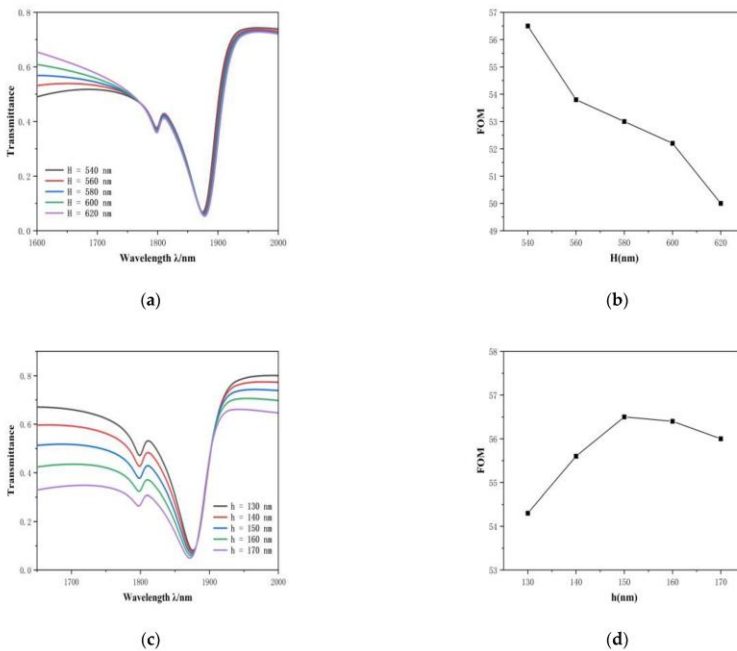 0.8
0.6
0.4
0.2
0.0
Transmittance
H = 540 nm
H = 560 nm
H = 580 nm
H = 600 nm
H = 620 nm
1600 1700 1800 1900 2000
Wavelength λ/nm
(a)
57
56
55
54
53
52
51
50
49
FOM
540 560 580 600 620
H(nm)
(b)
0.8
0.6
0.4
0.2
0.0
Transmittance
h = 130 nm
h = 140 nm
h = 150 nm
h = 160 nm
h = 170 nm
1700 1800 1900 2000
Wavelength λ/nm
(c)
58
57
56
55
54
53
FOM
130 140 150 160 170
h(nm)
(d)